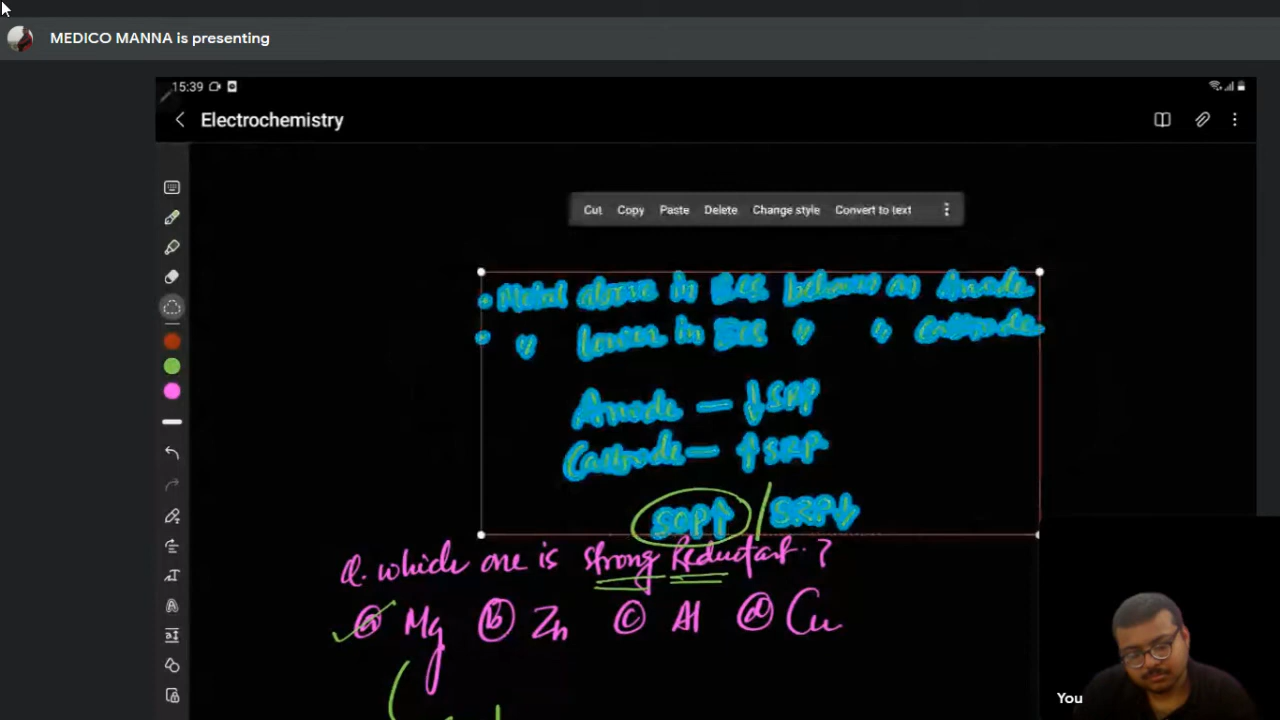 MEDICO MANNA is presenting
15:39
Electrochemistry
Cut Copy Paste Delete Change style Convert to text
• Metal above in ECS behaves as Anode
• 〃 lower in ECS 〃 〃 Cathode
Anode — ↓SRP
Cathode — ↑SRP
SOP↑ / SRP↓
Q. which one is strong Reductant.?
ⓐ Mg ⓑ Zn ⓒ Al ⓓ Cu
You